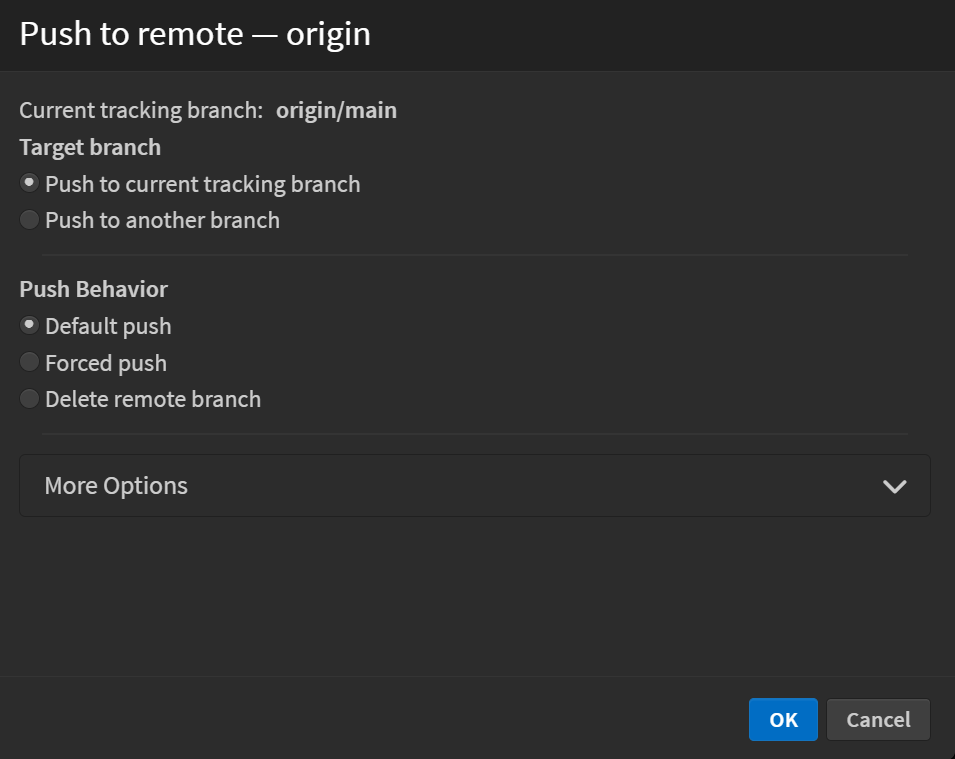 Push to remote — origin
Current tracking branch: origin/main
Target branch
Push to current tracking branch
Push to another branch
Push Behavior
Default push
Forced push
Delete remote branch
More Options
OK Cancel